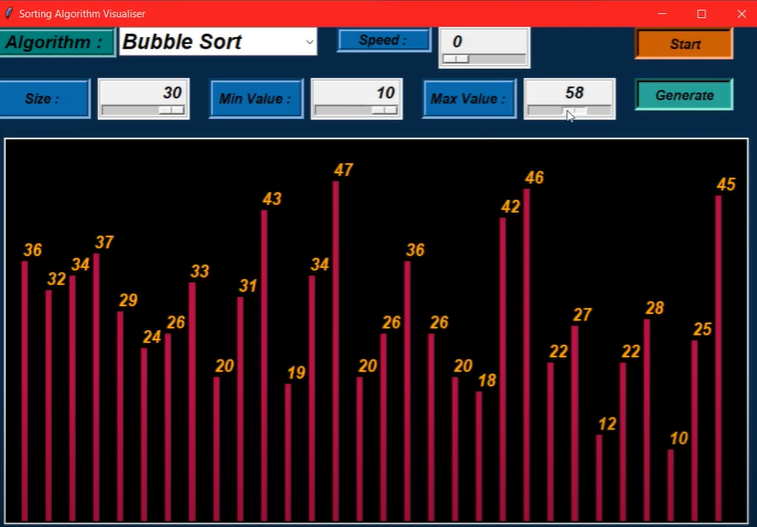 Sorting Algorithm Visualiser
Algorithm : Bubble Sort Speed : 0 Start
Size : 30 Min Value : 10 Max Value : 58 Generate
36 32 34 37 29 24 26 33 20 31 43 19 34 47 20 26 36 26 20 18 42 46 22 27 12 22 28 10 25 45